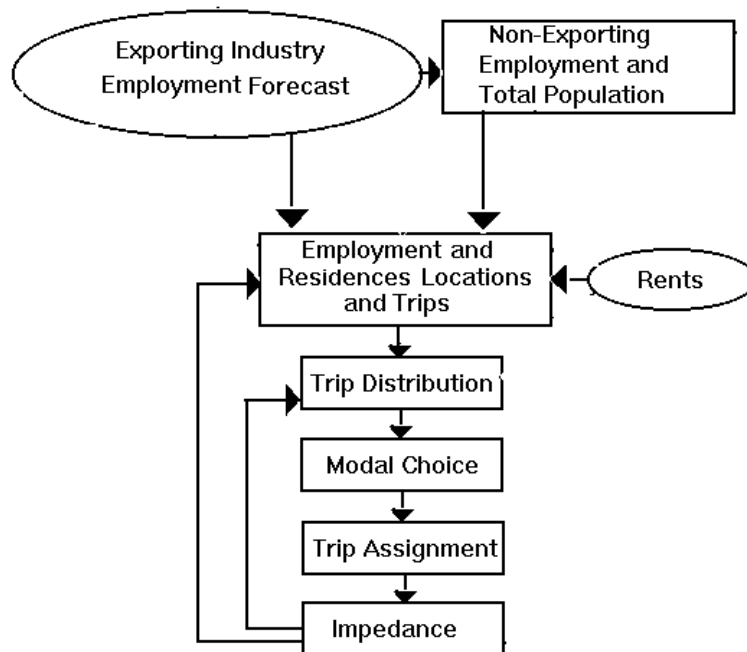 Exporting Industry
Employment Forecast
Non-Exporting
Employment and
Total Population
Employment and
Residences Locations
and Trips
Rents
Trip Distribution
Modal Choice
Trip Assignment
Impedance